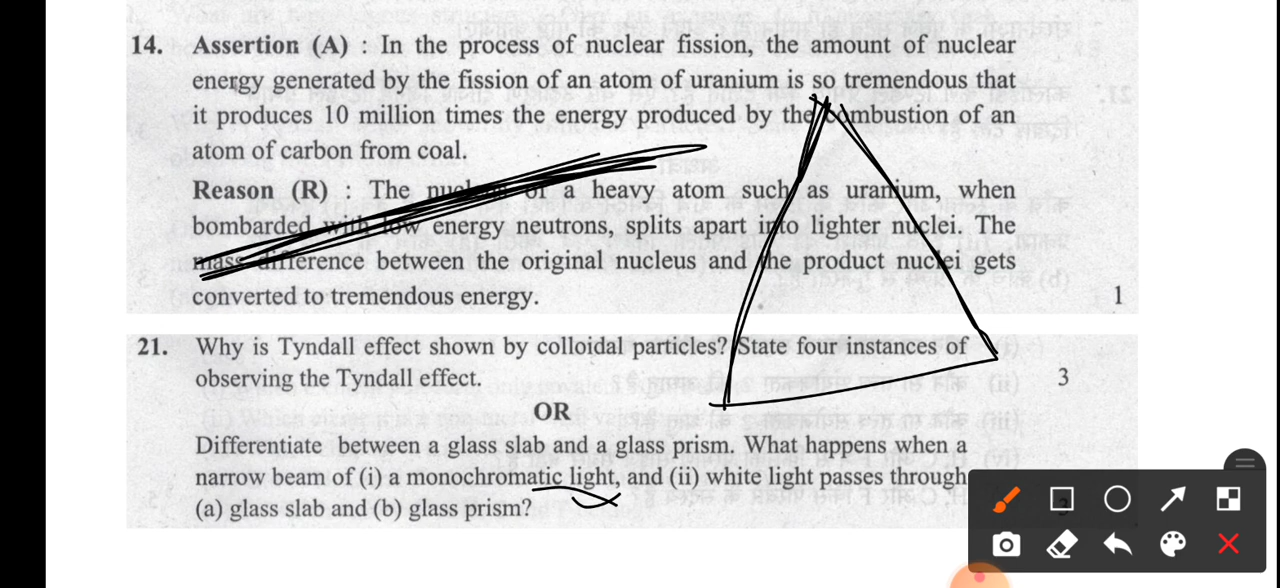 14. Assertion (A) : In the process of nuclear fission, the amount of nuclear
energy generated by the fission of an atom of uranium is so tremendous that
it produces 10 million times the energy produced by the combustion of an
atom of carbon from coal.
Reason (R) : The nucleus of a heavy atom such as uranium, when
bombarded with low energy neutrons, splits apart into lighter nuclei. The
mass difference between the original nucleus and the product nuclei gets
converted to tremendous energy. 1
21. Why is Tyndall effect shown by colloidal particles? State four instances of
observing the Tyndall effect. 3
OR
Differentiate between a glass slab and a glass prism. What happens when a
narrow beam of (i) a monochromatic light, and (ii) white light passes through
(a) glass slab and (b) glass prism? 3